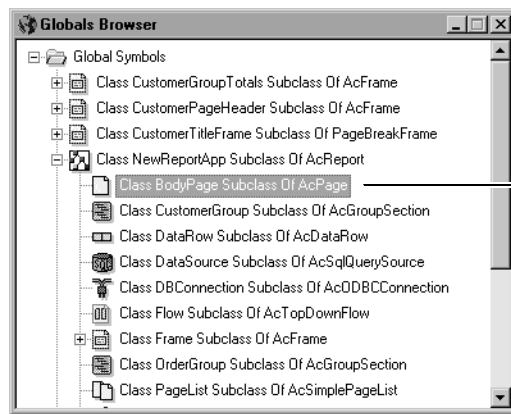 Globals Browser
Global Symbols
Class CustomerGroupTotals Subclass Of AcFrame
Class CustomerPageHeader Subclass Of AcFrame
Class CustomerTitleFrame Subclass Of PageBreakFrame
Class NewReportApp Subclass Of AcReport
Class BodyPage Subclass Of AcPage
Class CustomerGroup Subclass Of AcGroupSection
Class DataRow Subclass Of AcDataRow
SQL
Class DataSource Subclass Of AcSqlQuerySource
Class DBConnection Subclass Of AcODBCConnection
Class Flow Subclass Of AcTopDownFlow
Class Frame Subclass Of AcFrame
Class OrderGroup Subclass Of AcGroupSection
Class PageList Subclass Of AcSimplePageList